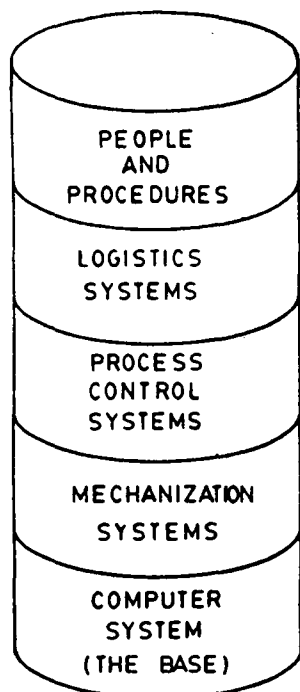 PEOPLE
AND
PROCEDURES
LOGISTICS
SYSTEMS
PROCESS
CONTROL
SYSTEMS
MECHANIZATION
SYSTEMS
COMPUTER
SYSTEM
(THE BASE)